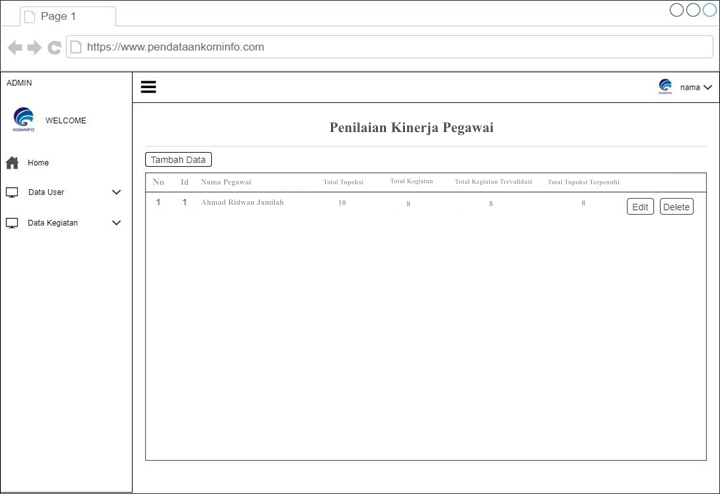 Page 1
https://www.pendataankominfo.com
ADMIN
nama
KOMINFO
WELCOME
Penilaian Kinerja Pegawai
Home
Tambah Data
Data User
Data Kegiatan
No Id Nama Pegawai Total Tupoksi Total Kegiatan Total Kegiatan Tervalidasi Total Tupoksi Terpenuhi
1 1 Ahmad Ridwan Jamilah 10 8 8 8 Edit Delete